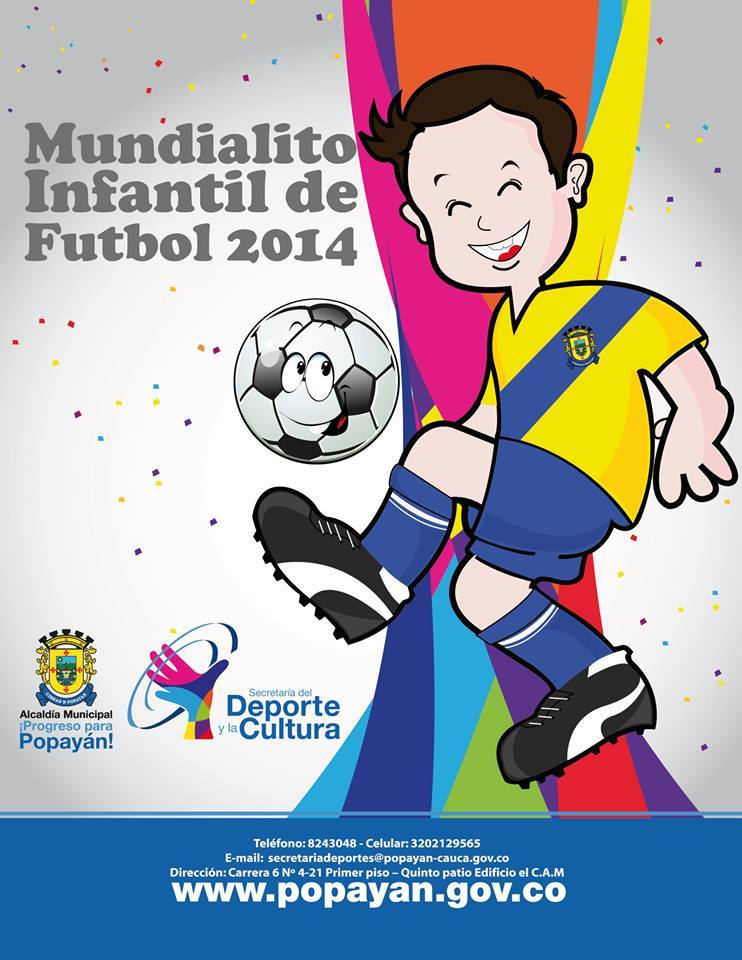 Mundialito
Infantil de
Futbol 2014
CIUDAD D POPAYAN
Alcaldía Municipal
¡Progreso para
Popayán!
Secretaría del
Deporte
y la Cultura
Teléfono: 8243048 - Celular: 3202129565
E-mail: secretariadeportes@popayan-cauca.gov.co
Dirección: Carrera 6 Nº 4-21 Primer piso – Quinto patio Edificio el C.A.M
www.popayan.gov.co